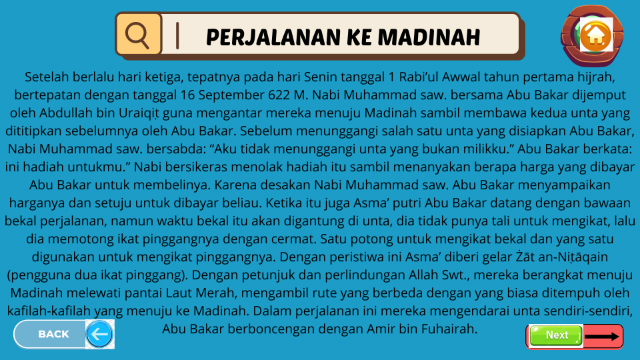 PERJALANAN KE MADINAH
Setelah berlalu hari ketiga, tepatnya pada hari Senin tanggal 1 Rabi’ul Awwal tahun pertama hijrah,
bertepatan dengan tanggal 16 September 622 M. Nabi Muhammad saw. bersama Abu Bakar dijemput
oleh Abdullah bin Uraiqiṭ guna mengantar mereka menuju Madinah sambil membawa kedua unta yang
dititipkan sebelumnya oleh Abu Bakar. Sebelum menunggangi salah satu unta yang disiapkan Abu Bakar,
Nabi Muhammad saw. bersabda: “Aku tidak menunggangi unta yang bukan milikku.” Abu Bakar berkata:
ini hadiah untukmu.” Nabi bersikeras menolak hadiah itu sambil menanyakan berapa harga yang dibayar
Abu Bakar untuk membelinya. Karena desakan Nabi Muhammad saw. Abu Bakar menyampaikan
harganya dan setuju untuk dibayar beliau. Ketika itu juga Asma’ putri Abu Bakar datang dengan bawaan
bekal perjalanan, namun waktu bekal itu akan digantung di unta, dia tidak punya tali untuk mengikat, lalu
dia memotong ikat pinggangnya dengan cermat. Satu potong untuk mengikat bekal dan yang satu
digunakan untuk mengikat pinggangnya. Dengan peristiwa ini Asma’ diberi gelar Żāt an-Niṭāqain
(pengguna dua ikat pinggang). Dengan petunjuk dan perlindungan Allah Swt., mereka berangkat menuju
Madinah melewati pantai Laut Merah, mengambil rute yang berbeda dengan yang biasa ditempuh oleh
kafilah-kafilah yang menuju ke Madinah. Dalam perjalanan ini mereka mengendarai unta sendiri-sendiri,
Abu Bakar berboncengan dengan Amir bin Fuhairah.
BACK
Next